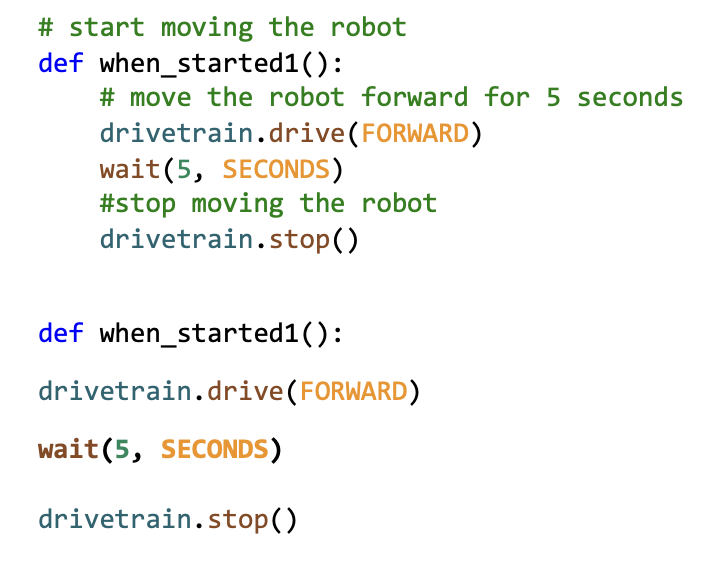 # start moving the robot
def when_started1():
    # move the robot forward for 5 seconds
    drivetrain.drive(FORWARD)
    wait(5, SECONDS)
    #stop moving the robot
    drivetrain.stop()
def when_started1():
drivetrain.drive(FORWARD)
wait(5, SECONDS)
drivetrain.stop()